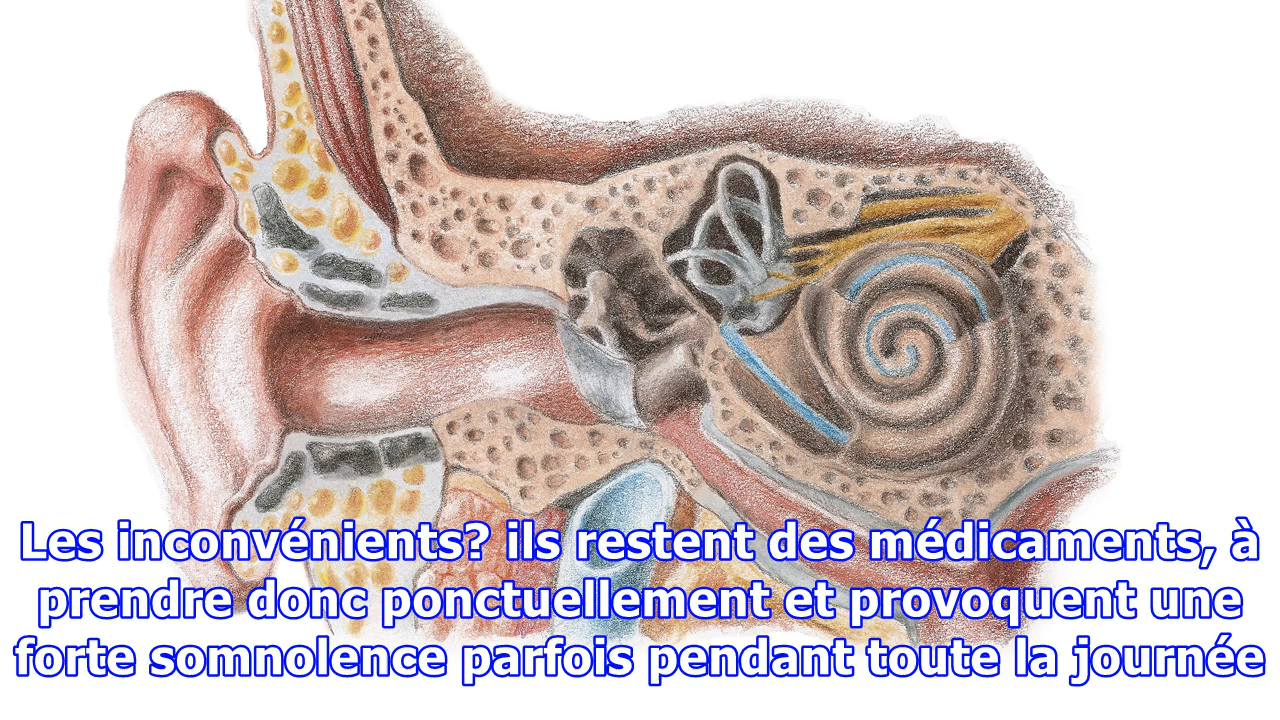 Les inconvénients? ils restent des médicaments, à
prendre donc ponctuellement et provoquent une
forte somnolence parfois pendant toute la journée